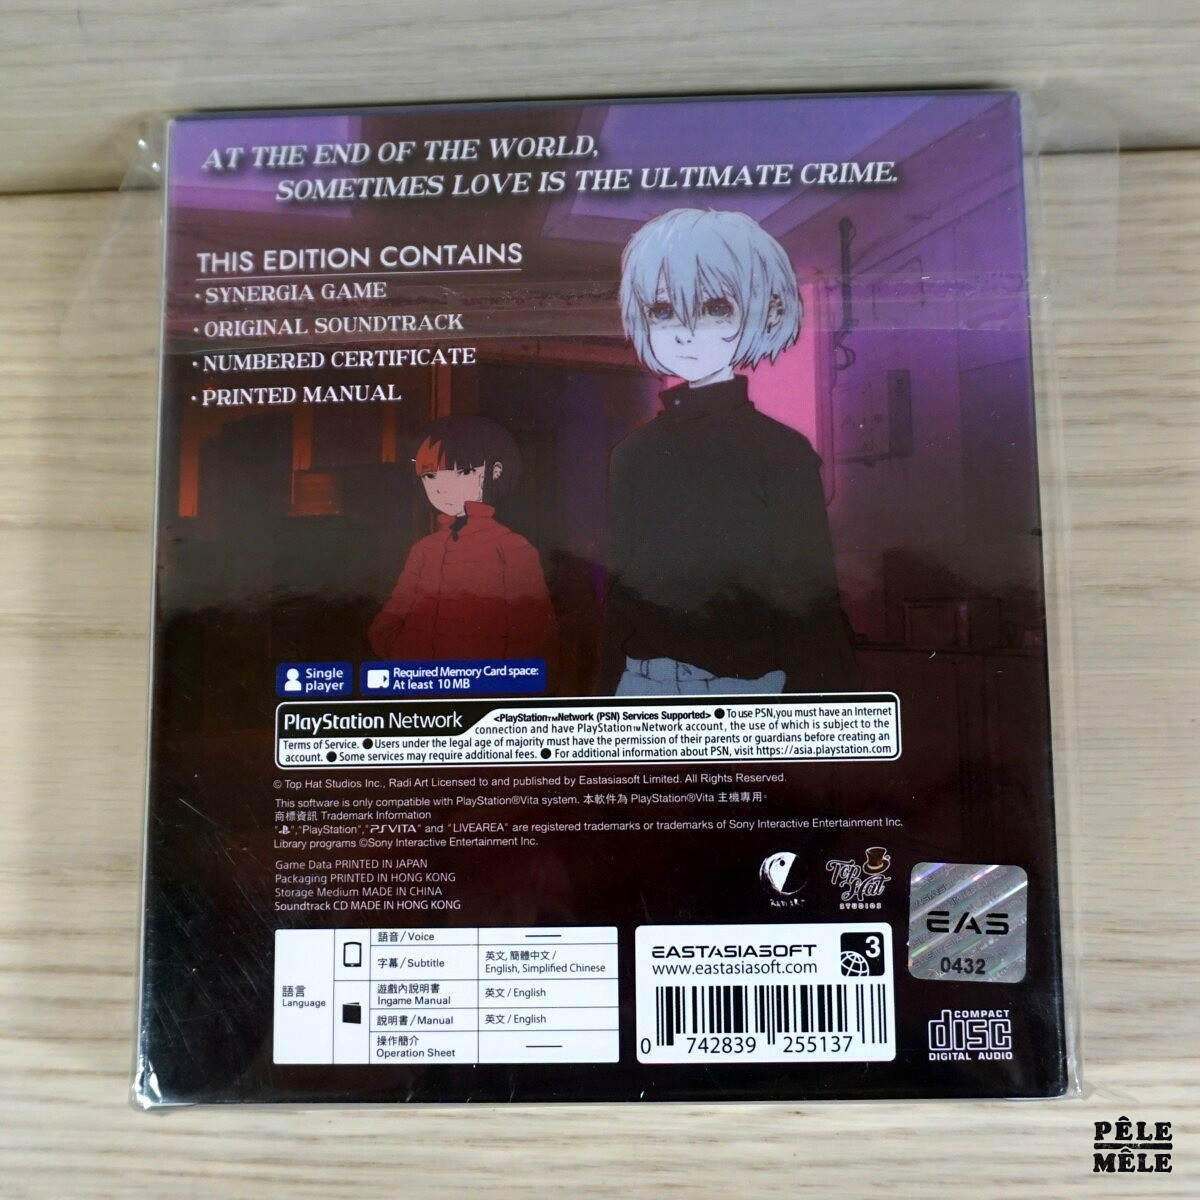 AT THE END OF THE WORLD,
SOMETIMES LOVE IS THE ULTIMATE CRIME.
THIS EDITION CONTAINS
• SYNERGIA GAME
• ORIGINAL SOUNDTRACK
• NUMBERED CERTIFICATE
• PRINTED MANUAL
Single
player
Required Memory Card space:
At least 10 MB
PlayStation Network
<PlayStation™Network (PSN) Services Supported> ● To use PSN, you must have an Internet
connection and have PlayStation™Network account, the use of which is subject to the
Terms of Service. ● Users under the legal age of majority must have the permission of their parents or guardians before creating an
account. ● Some services may require additional fees. ● For additional information about PSN, visit https://asia.playstation.com
© Top Hat Studios Inc., Radi Art Licensed to and published by Eastasiasoft Limited. All Rights Reserved.
This software is only compatible with PlayStation®Vita system. 本軟件為 PlayStation®Vita 主機專用。
商標資訊 Trademark Information
"PS", "PlayStation", "PSVITA" and "LIVEAREA" are registered trademarks or trademarks of Sony Interactive Entertainment Inc.
Library programs ©Sony Interactive Entertainment Inc.
Game Data PRINTED IN JAPAN
Packaging PRINTED IN HONG KONG
Storage Medium MADE IN CHINA
Soundtrack CD MADE IN HONG KONG
RADI ART
Top
Hat
STUDIOS
EAS
0432
語言
Language
語音 / Voice
字幕 / Subtitle
英文, 簡體中文 /
English, Simplified Chinese
遊戲內說明書
Ingame Manual
英文 / English
說明書 / Manual
英文 / English
操作簡介
Operation Sheet
EASTASIASOFT
www.eastasiasoft.com
3
0 742839 255137
COMPACT
disc
DIGITAL AUDIO
PÊLE
MÊLE